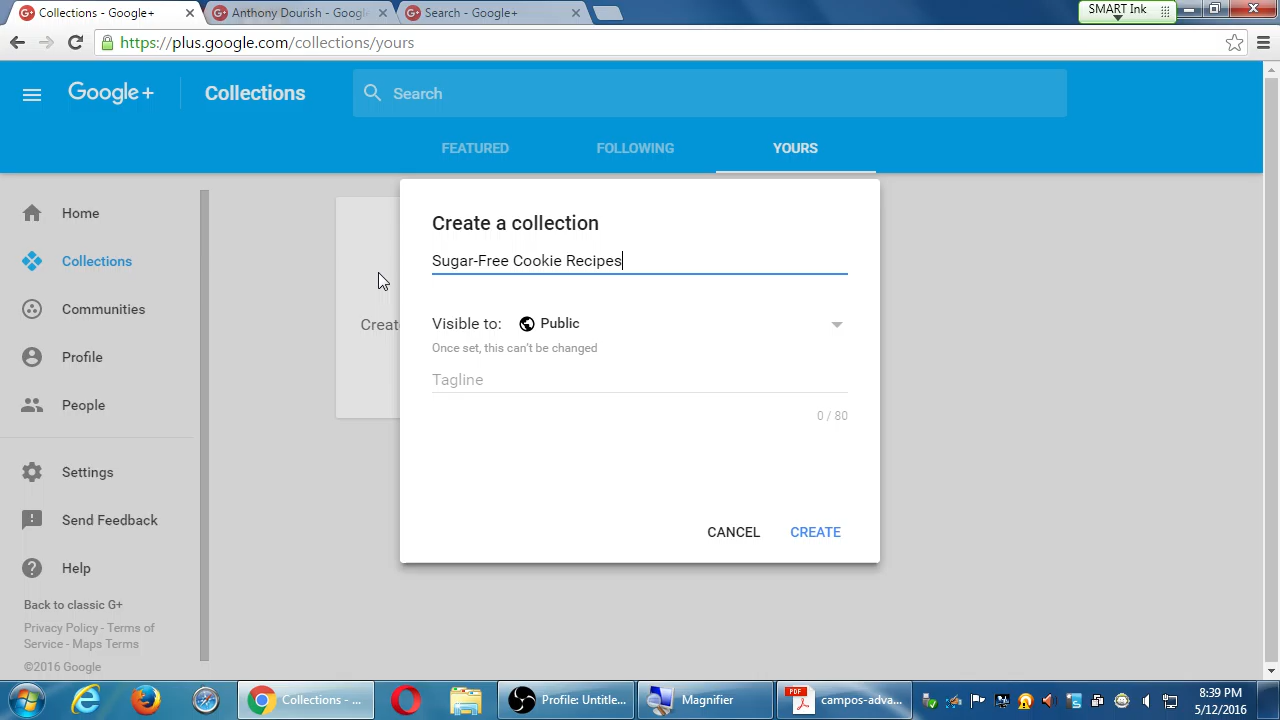 Collections - Google+
Anthony Dourish - Google
Search - Google+
SMART Ink
https://plus.google.com/collections/yours
Google+
Collections
Search
FEATURED
FOLLOWING
YOURS
Home
Collections
Communities
Profile
People
Settings
Send Feedback
Help
Back to classic G+
Privacy Policy - Terms of
Service - Maps Terms
©2016 Google
Creat
Create a collection
Sugar-Free Cookie Recipes
Visible to: Public
Once set, this can't be changed
Tagline
0 / 80
CANCEL
CREATE
Collections - ...
Profile: Untitle...
Magnifier
PDF
campos-adva...
8:39 PM
5/12/2016